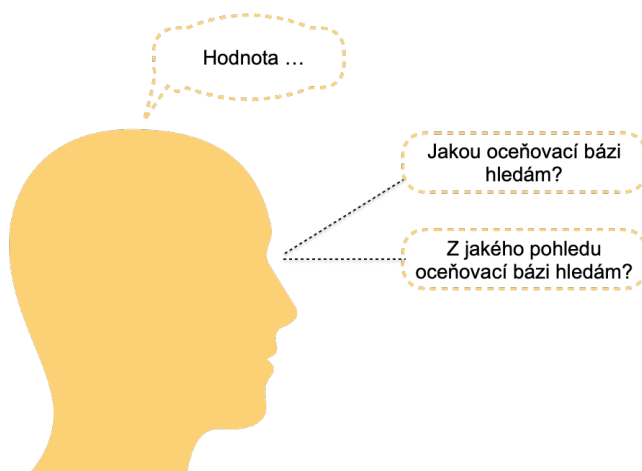 Hodnota …
Jakou oceňovací bázi
hledám?
Z jakého pohledu
oceňovací bázi hledám?